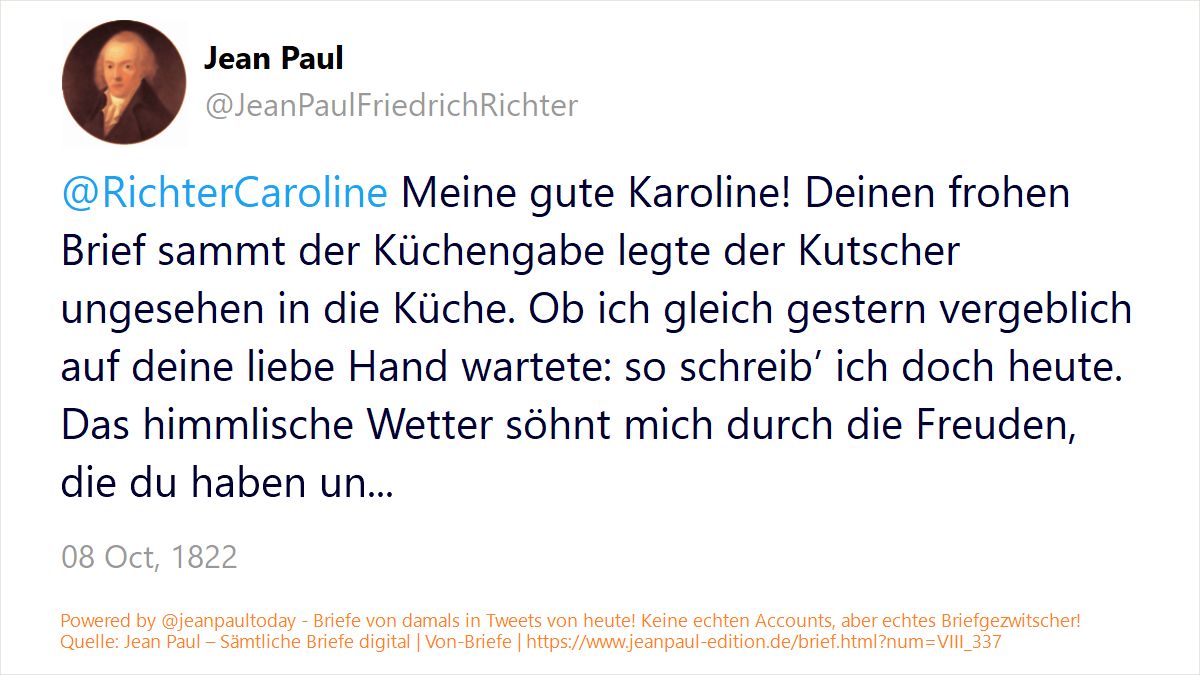 Jean Paul
@JeanPaulFriedrichRichter
@RichterCaroline Meine gute Karoline! Deinen frohen
Brief sammt der Küchengabe legte der Kutscher
ungesehen in die Küche. Ob ich gleich gestern vergeblich
auf deine liebe Hand wartete: so schreib’ ich doch heute.
Das himmlische Wetter söhnt mich durch die Freuden,
die du haben un...
08 Oct, 1822
Powered by @jeanpaultoday - Briefe von damals in Tweets von heute! Keine echten Accounts, aber echtes Briefgezwitscher!
Quelle: Jean Paul – Sämtliche Briefe digital | Von-Briefe | https://www.jeanpaul-edition.de/brief.html?num=VIII_337